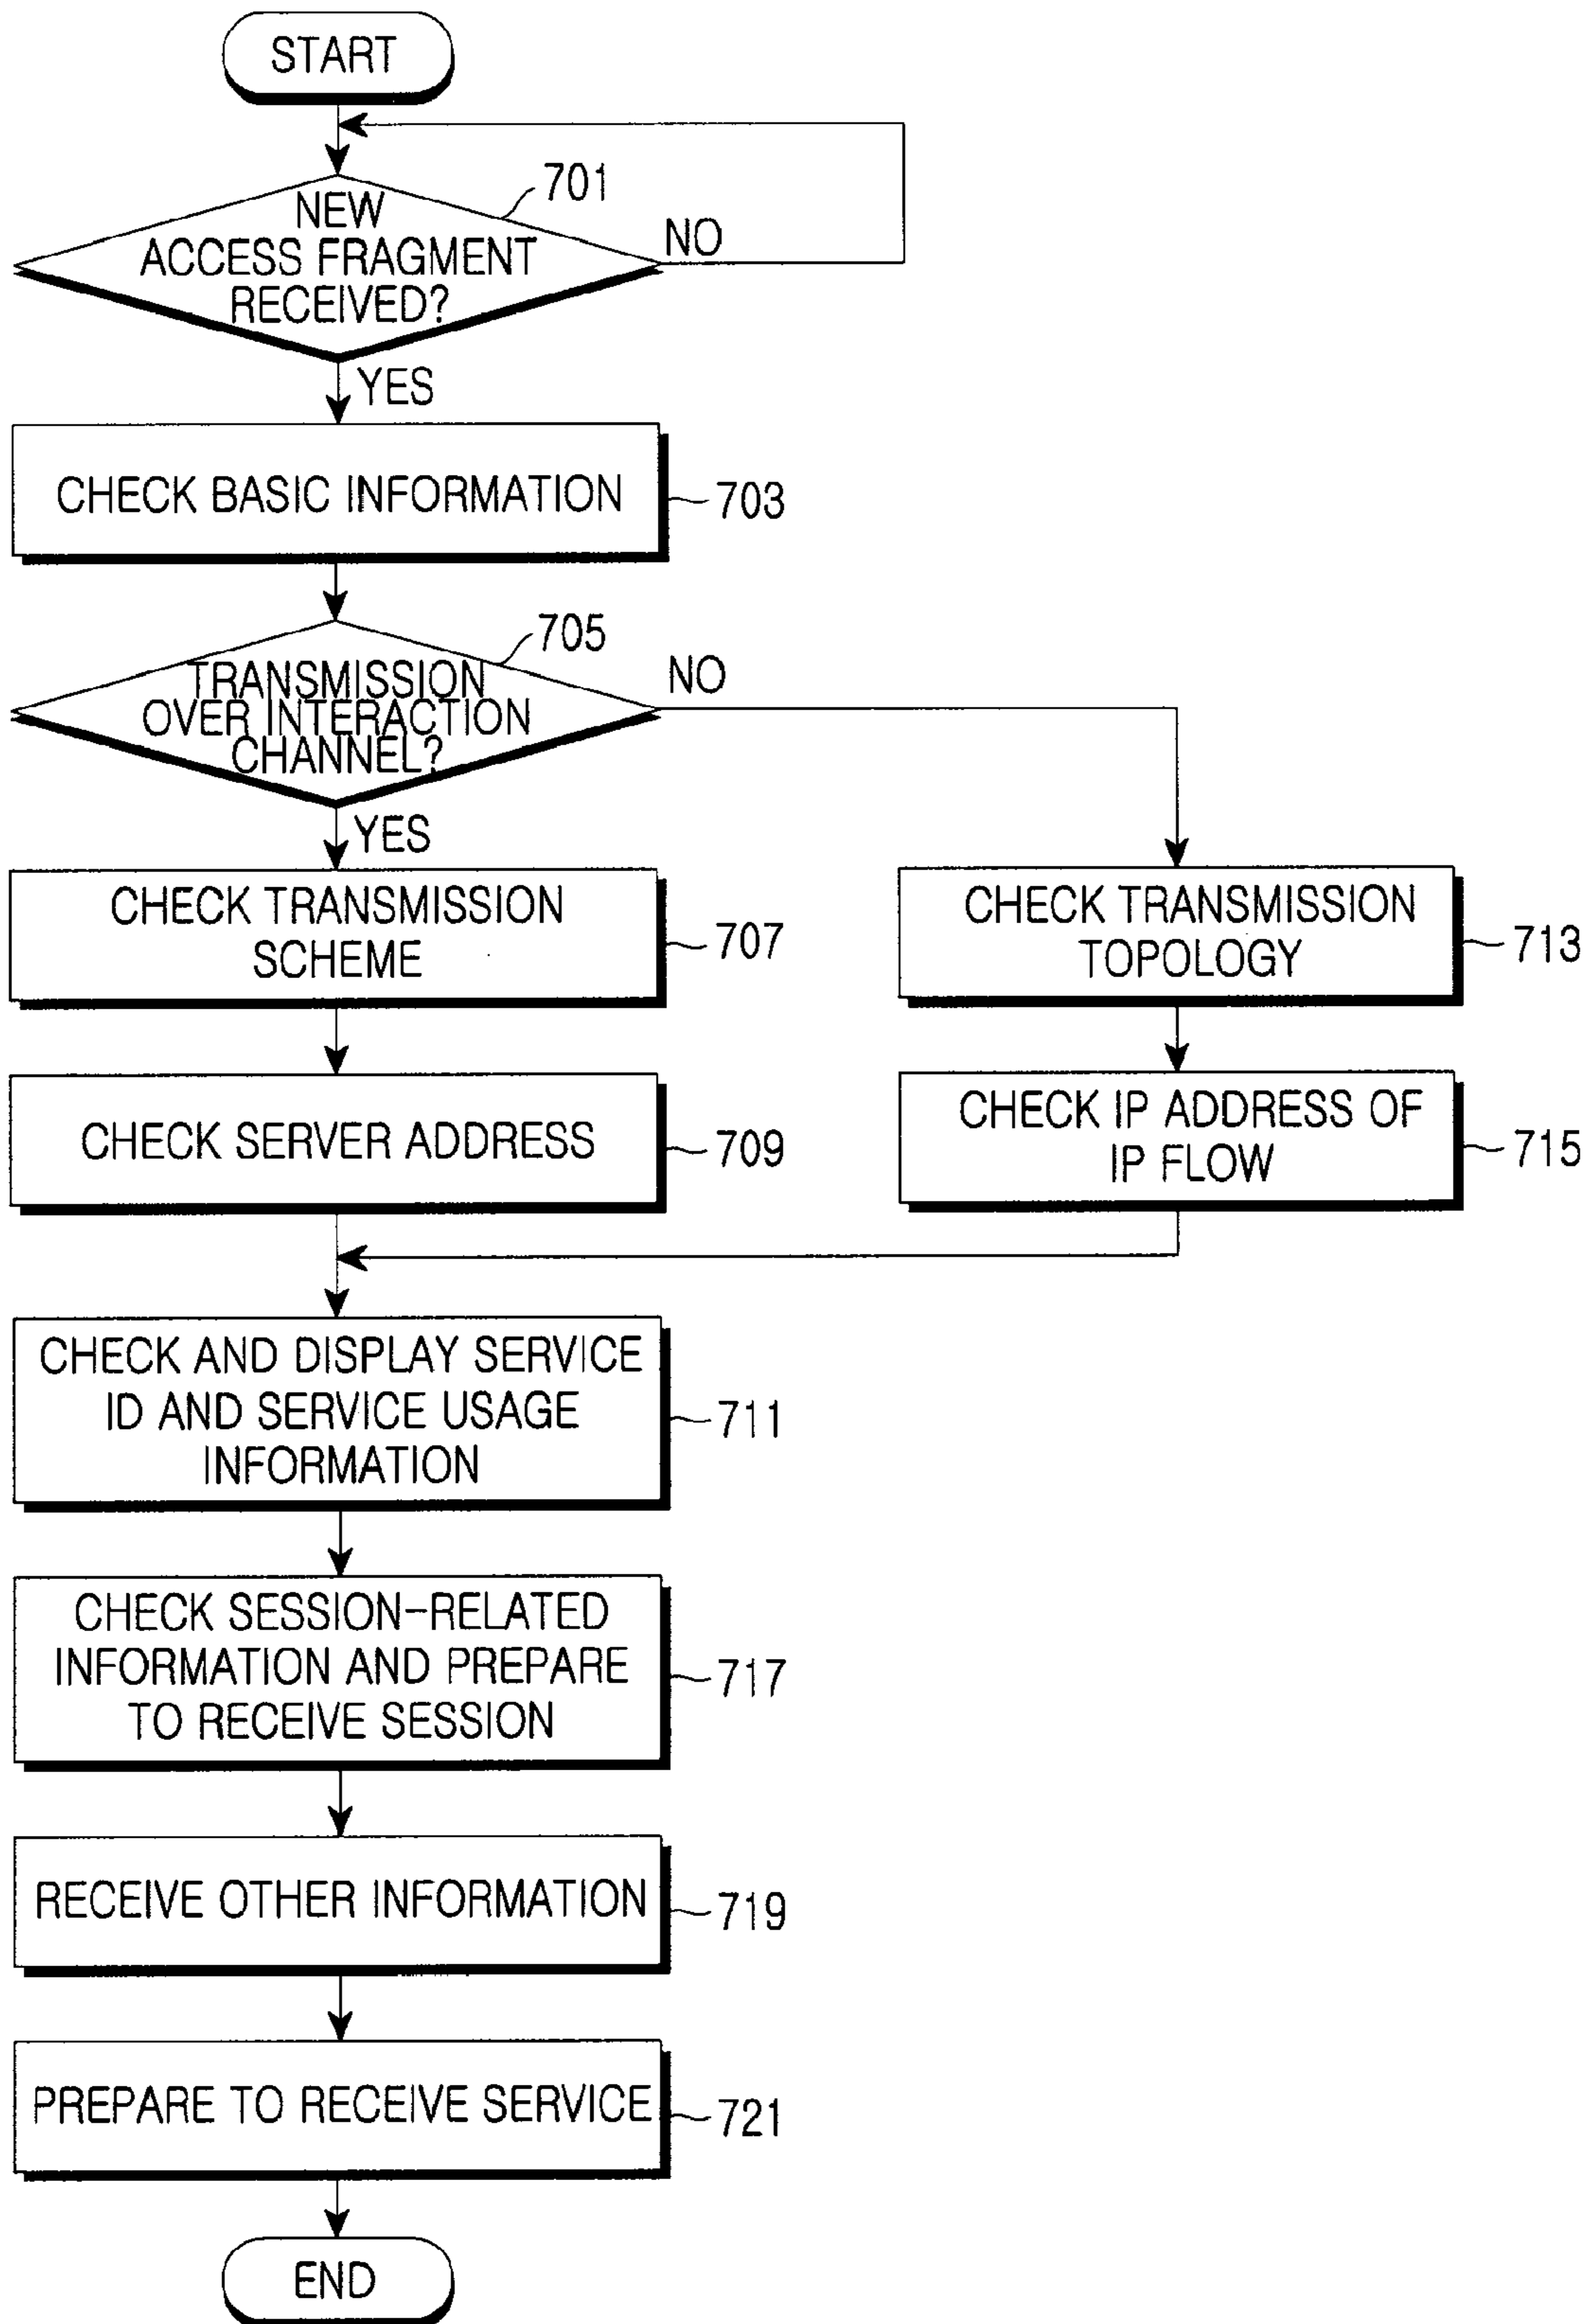 START
701
NEW
ACCESS FRAGMENT
RECEIVED?
NO
YES
CHECK BASIC INFORMATION
703
705
TRANSMISSION
OVER INTERACTION
CHANNEL?
NO
YES
CHECK TRANSMISSION
SCHEME
707
CHECK TRANSMISSION
TOPOLOGY
713
CHECK SERVER ADDRESS
709
CHECK IP ADDRESS OF
IP FLOW
715
CHECK AND DISPLAY SERVICE
ID AND SERVICE USAGE
INFORMATION
711
CHECK SESSION-RELATED
INFORMATION AND PREPARE
TO RECEIVE SESSION
717
RECEIVE OTHER INFORMATION
719
PREPARE TO RECEIVE SERVICE
721
END